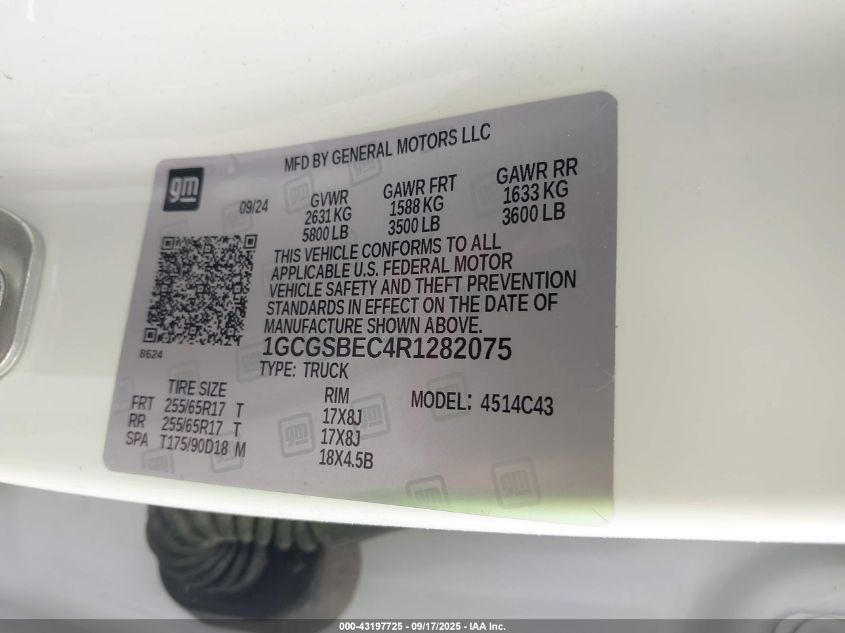 MFD BY GENERAL MOTORS LLC
gm
09/24
GVWR GAWR FRT GAWR RR
2631 KG 1588 KG 1633 KG
5800 LB 3500 LB 3600 LB
THIS VEHICLE CONFORMS TO ALL
APPLICABLE U.S. FEDERAL MOTOR
VEHICLE SAFETY AND THEFT PREVENTION
STANDARDS IN EFFECT ON THE DATE OF
MANUFACTURE SHOWN ABOVE.
B624
1GCGSBEC4R1282075
TYPE: TRUCK
TIRE SIZE RIM MODEL: 4514C43
FRT 255/65R17 T 17X8J
RR 255/65R17 T 17X8J
SPA T175/90D18 M 18X4.5B
000-43197725 - 09/17/2025 - IAA Inc.